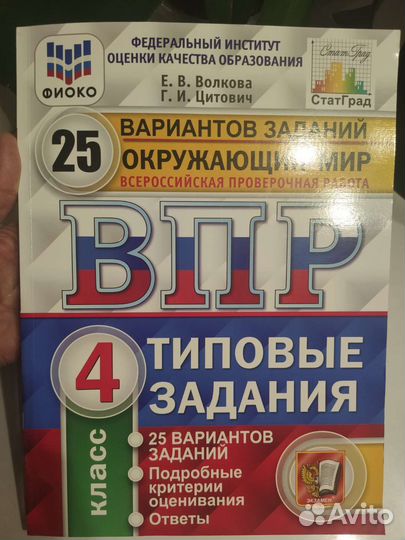 ФЕДЕРАЛЬНЫЙ ИНСТИТУТ
ОЦЕНКИ КАЧЕСТВА ОБРАЗОВАНИЯ
ФИОКО
Е. В. Волкова
Г. И. Цитович
СтатГрад
СтатГрад
25
ВАРИАНТОВ ЗАДАНИЙ
ОКРУЖАЮЩИЙ МИР
ВСЕРОССИЙСКАЯ ПРОВЕРОЧНАЯ РАБОТА
ВПР
4
класс
ТИПОВЫЕ
ЗАДАНИЯ
25 ВАРИАНТОВ
ЗАДАНИЙ
Подробные
критерии
оценивания
Ответы
ЭКЗАМЕН
Avito